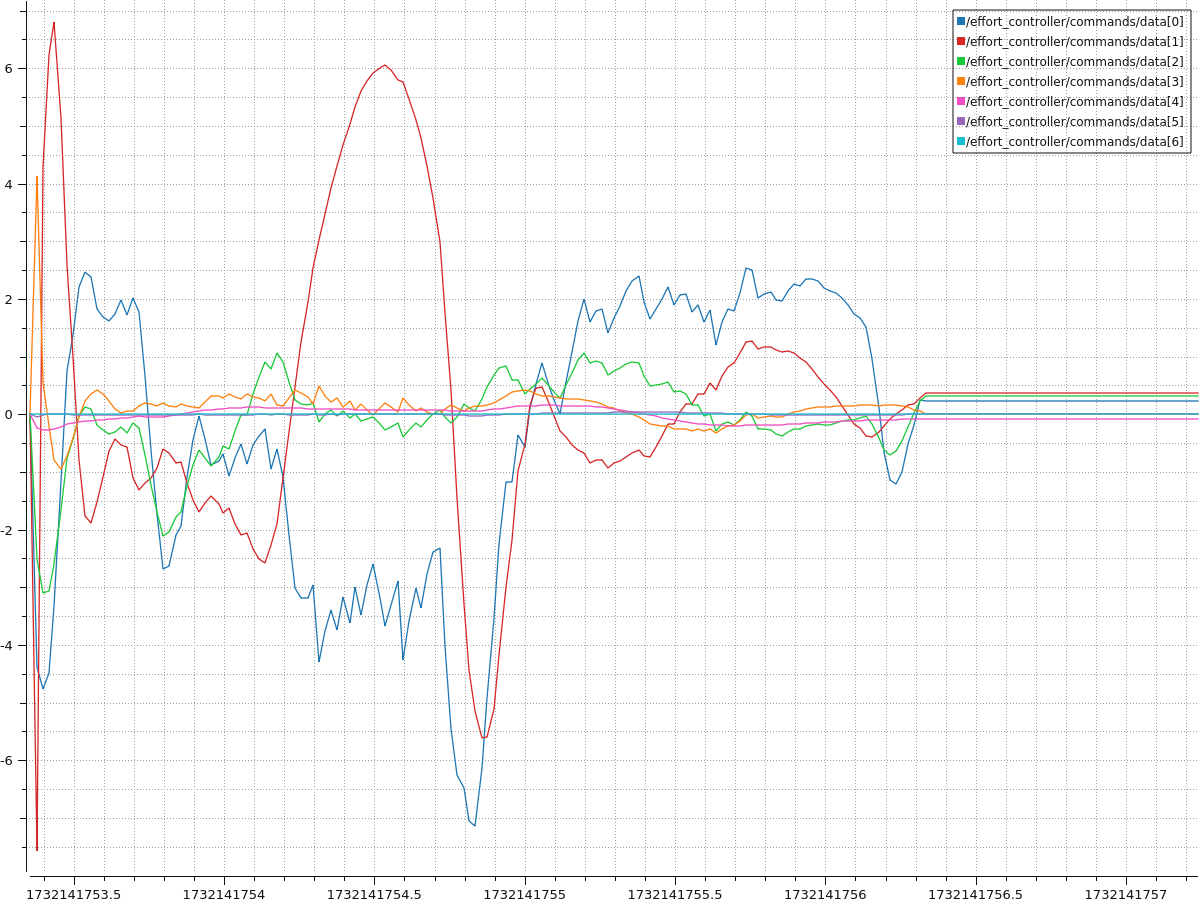 /effort_controller/commands/data[0]
/effort_controller/commands/data[1]
/effort_controller/commands/data[2]
/effort_controller/commands/data[3]
/effort_controller/commands/data[4]
/effort_controller/commands/data[5]
/effort_controller/commands/data[6]
6
4
2
0
-2
-4
-6
1732141753.5 1732141754 1732141754.5 1732141755 1732141755.5 1732141756 1732141756.5 1732141757